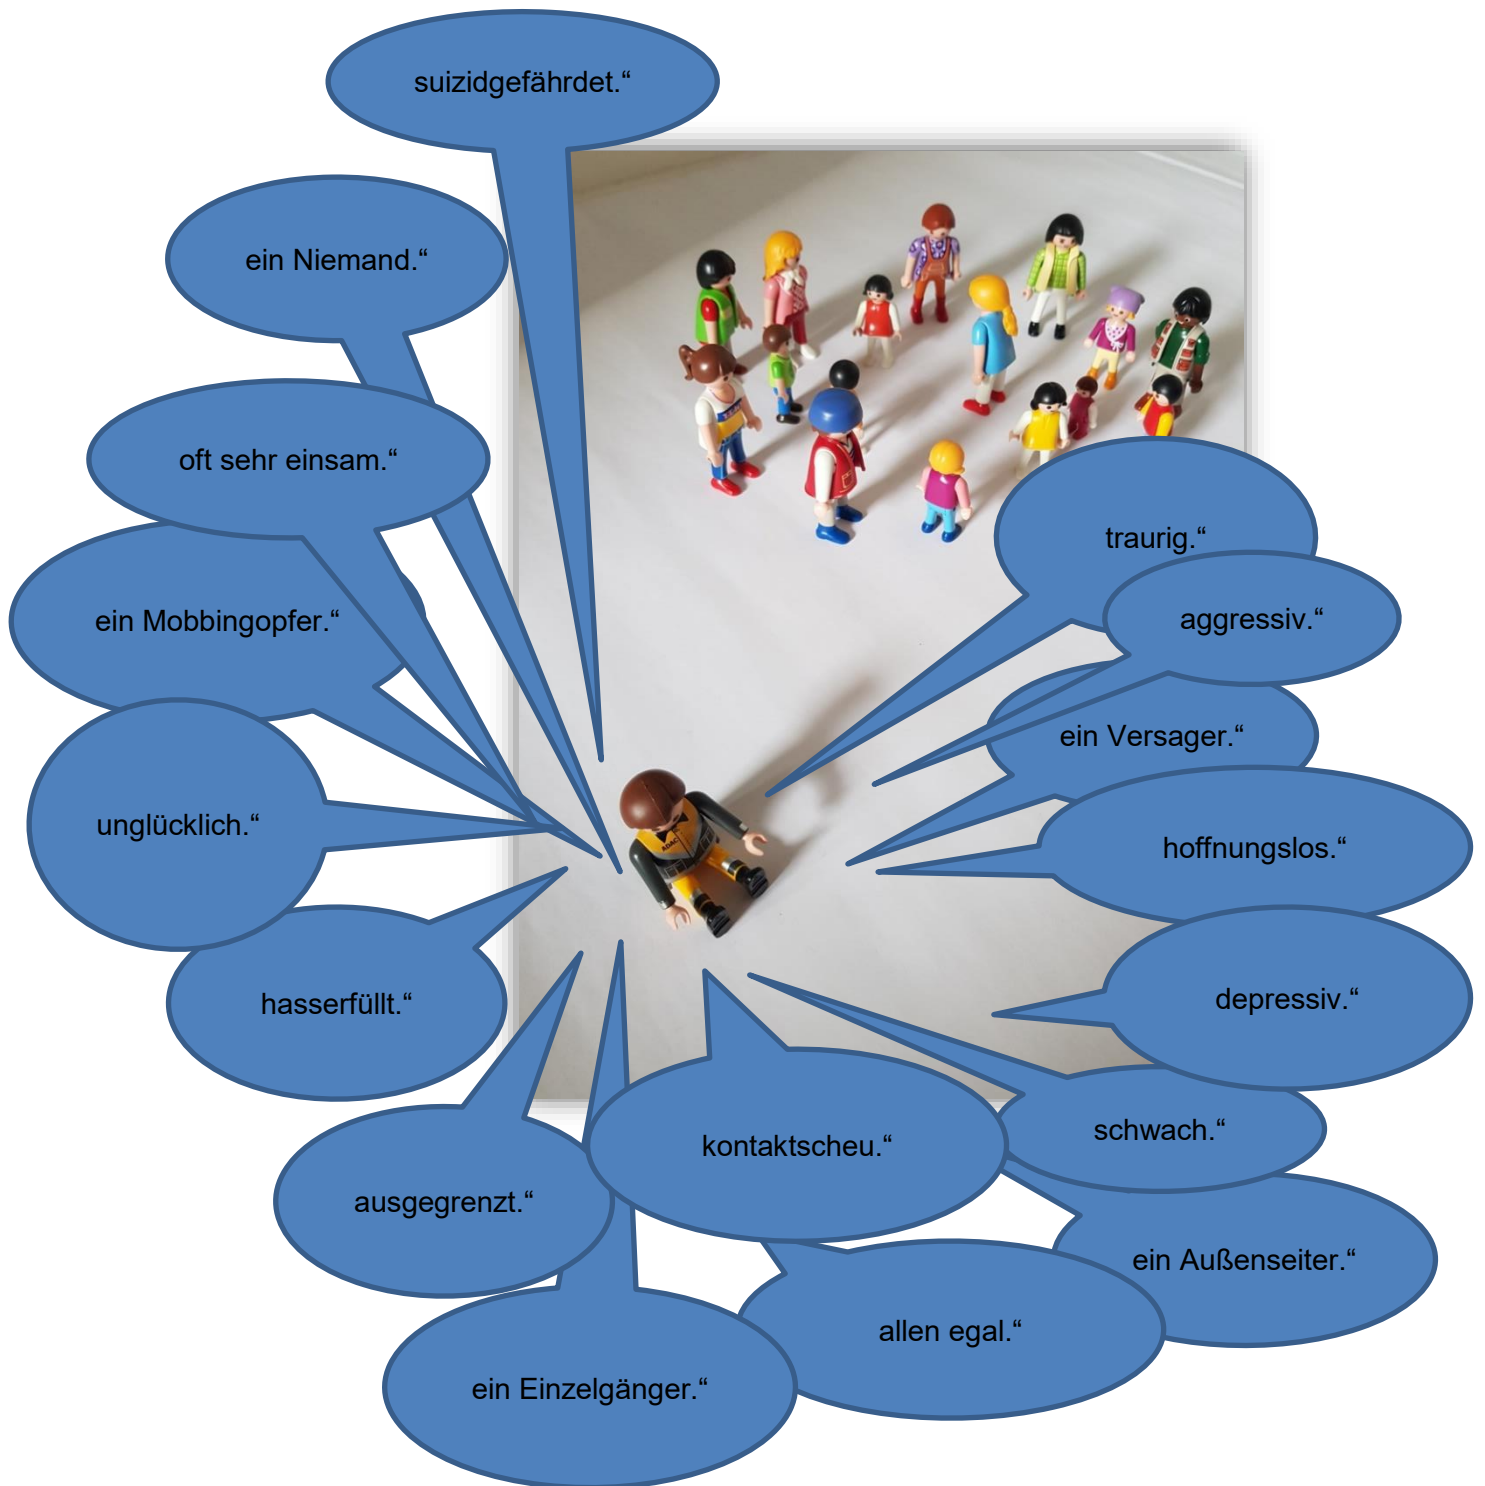 suizidgefährdet.“
ein Niemand.“
oft sehr einsam.“
traurig.“
aggressiv.“
ein Mobbingopfer.“
ein Versager.“
unglücklich.“
hoffnungslos.“
ADAC
hasserfüllt.“
depressiv.“
kontaktscheu.“
schwach.“
ausgegrenzt.“
ein Außenseiter.“
allen egal.“
ein Einzelgänger.“